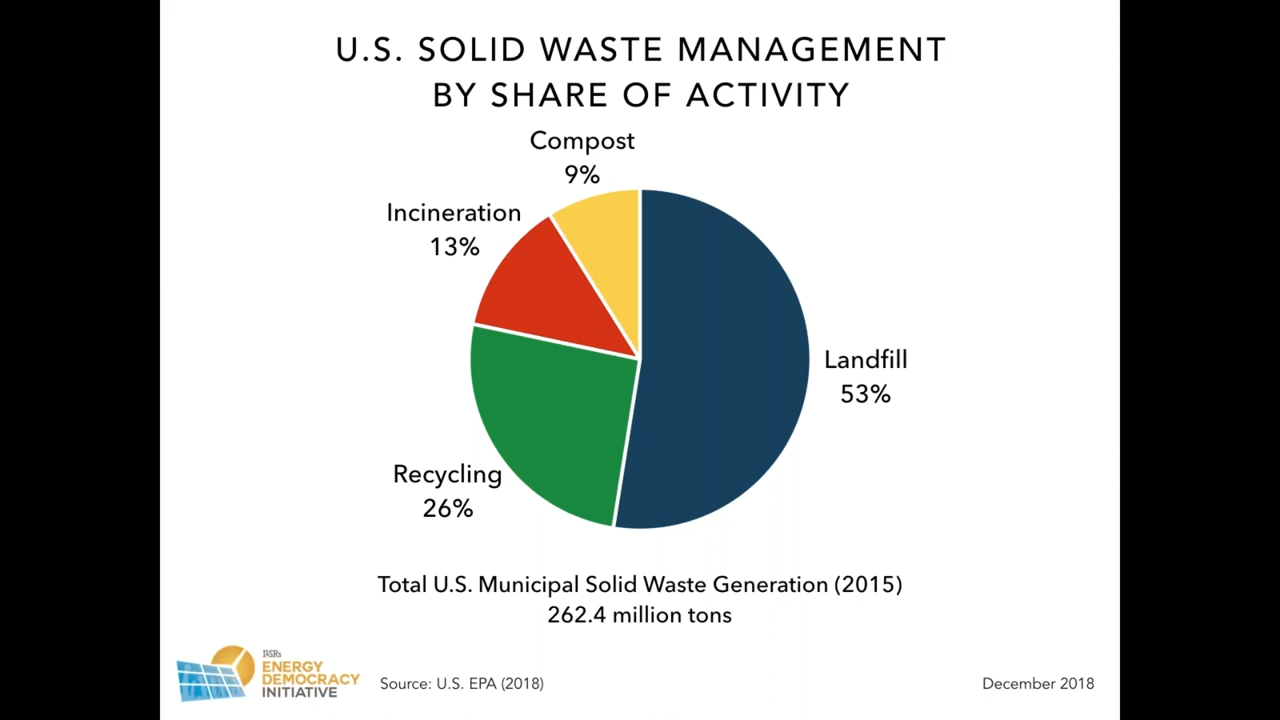 U.S. SOLID WASTE MANAGEMENT
BY SHARE OF ACTIVITY
Compost
9%
Incineration
13%
Landfill
53%
Recycling
26%
Total U.S. Municipal Solid Waste Generation (2015)
262.4 million tons
ILSR's
ENERGY
DEMOCRACY
INITIATIVE
Source: U.S. EPA (2018)
December 2018